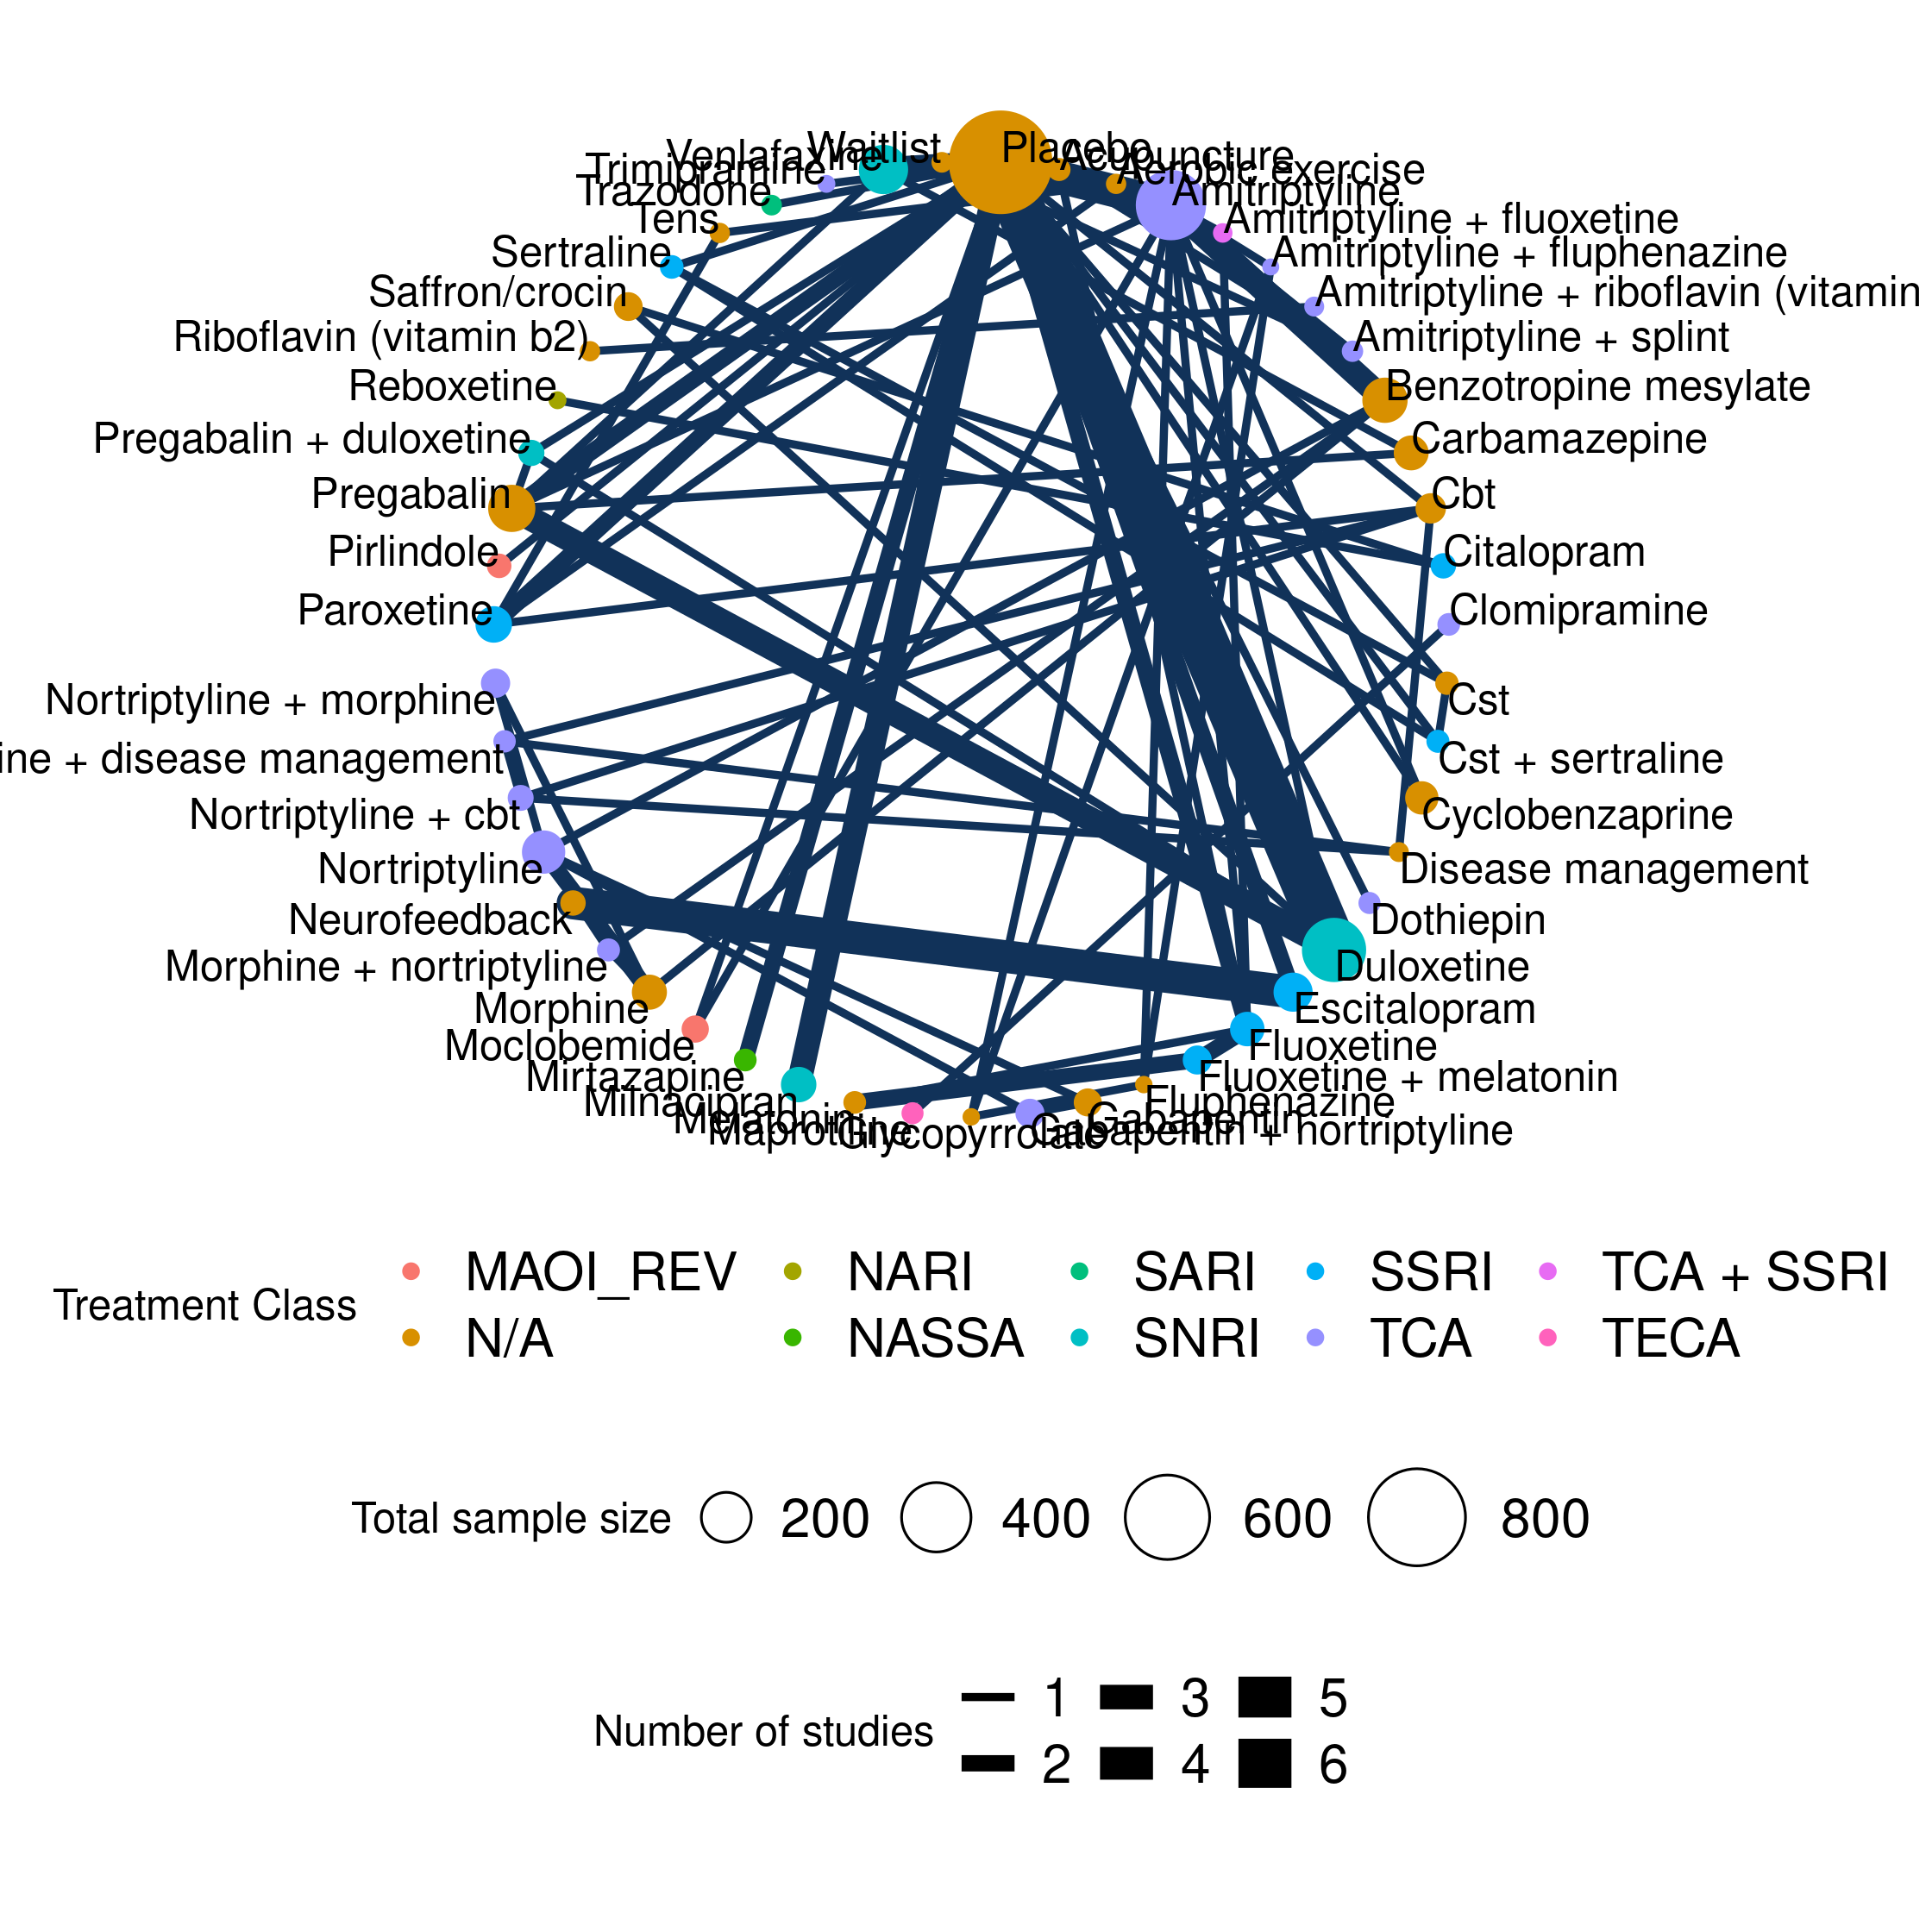 Placebo
Waitlist
Acupuncture
Venlafaxine
Aerobic exercise
Trimipramine
Amitriptyline
Trazodone
Amitriptyline + fluoxetine
Tens
Amitriptyline + fluphenazine
Sertraline
Amitriptyline + riboflavin (vitamin
Saffron/crocin
Amitriptyline + splint
Riboflavin (vitamin b2)
Benzotropine mesylate
Reboxetine
Carbamazepine
Pregabalin + duloxetine
Cbt
Pregabalin
Citalopram
Pirlindole
Clomipramine
Paroxetine
Cst
Nortriptyline + morphine
Cst + sertraline
ine + disease management
Cyclobenzaprine
Nortriptyline + cbt
Disease management
Nortriptyline
Dothiepin
Neurofeedback
Duloxetine
Morphine + nortriptyline
Escitalopram
Morphine
Fluoxetine
Moclobemide
Fluoxetine + melatonin
Mirtazapine
Fluphenazine
Milnacipran
Gabapentin
Melatonin
Gabapentin + nortriptyline
Maprotiline
Glycopyrrolate
Treatment Class
MAOI_REV NARI SARI SSRI TCA + SSRI
N/A NASSA SNRI TCA TECA
Total sample size 200 400 600 800
Number of studies
1 3 5
2 4 6